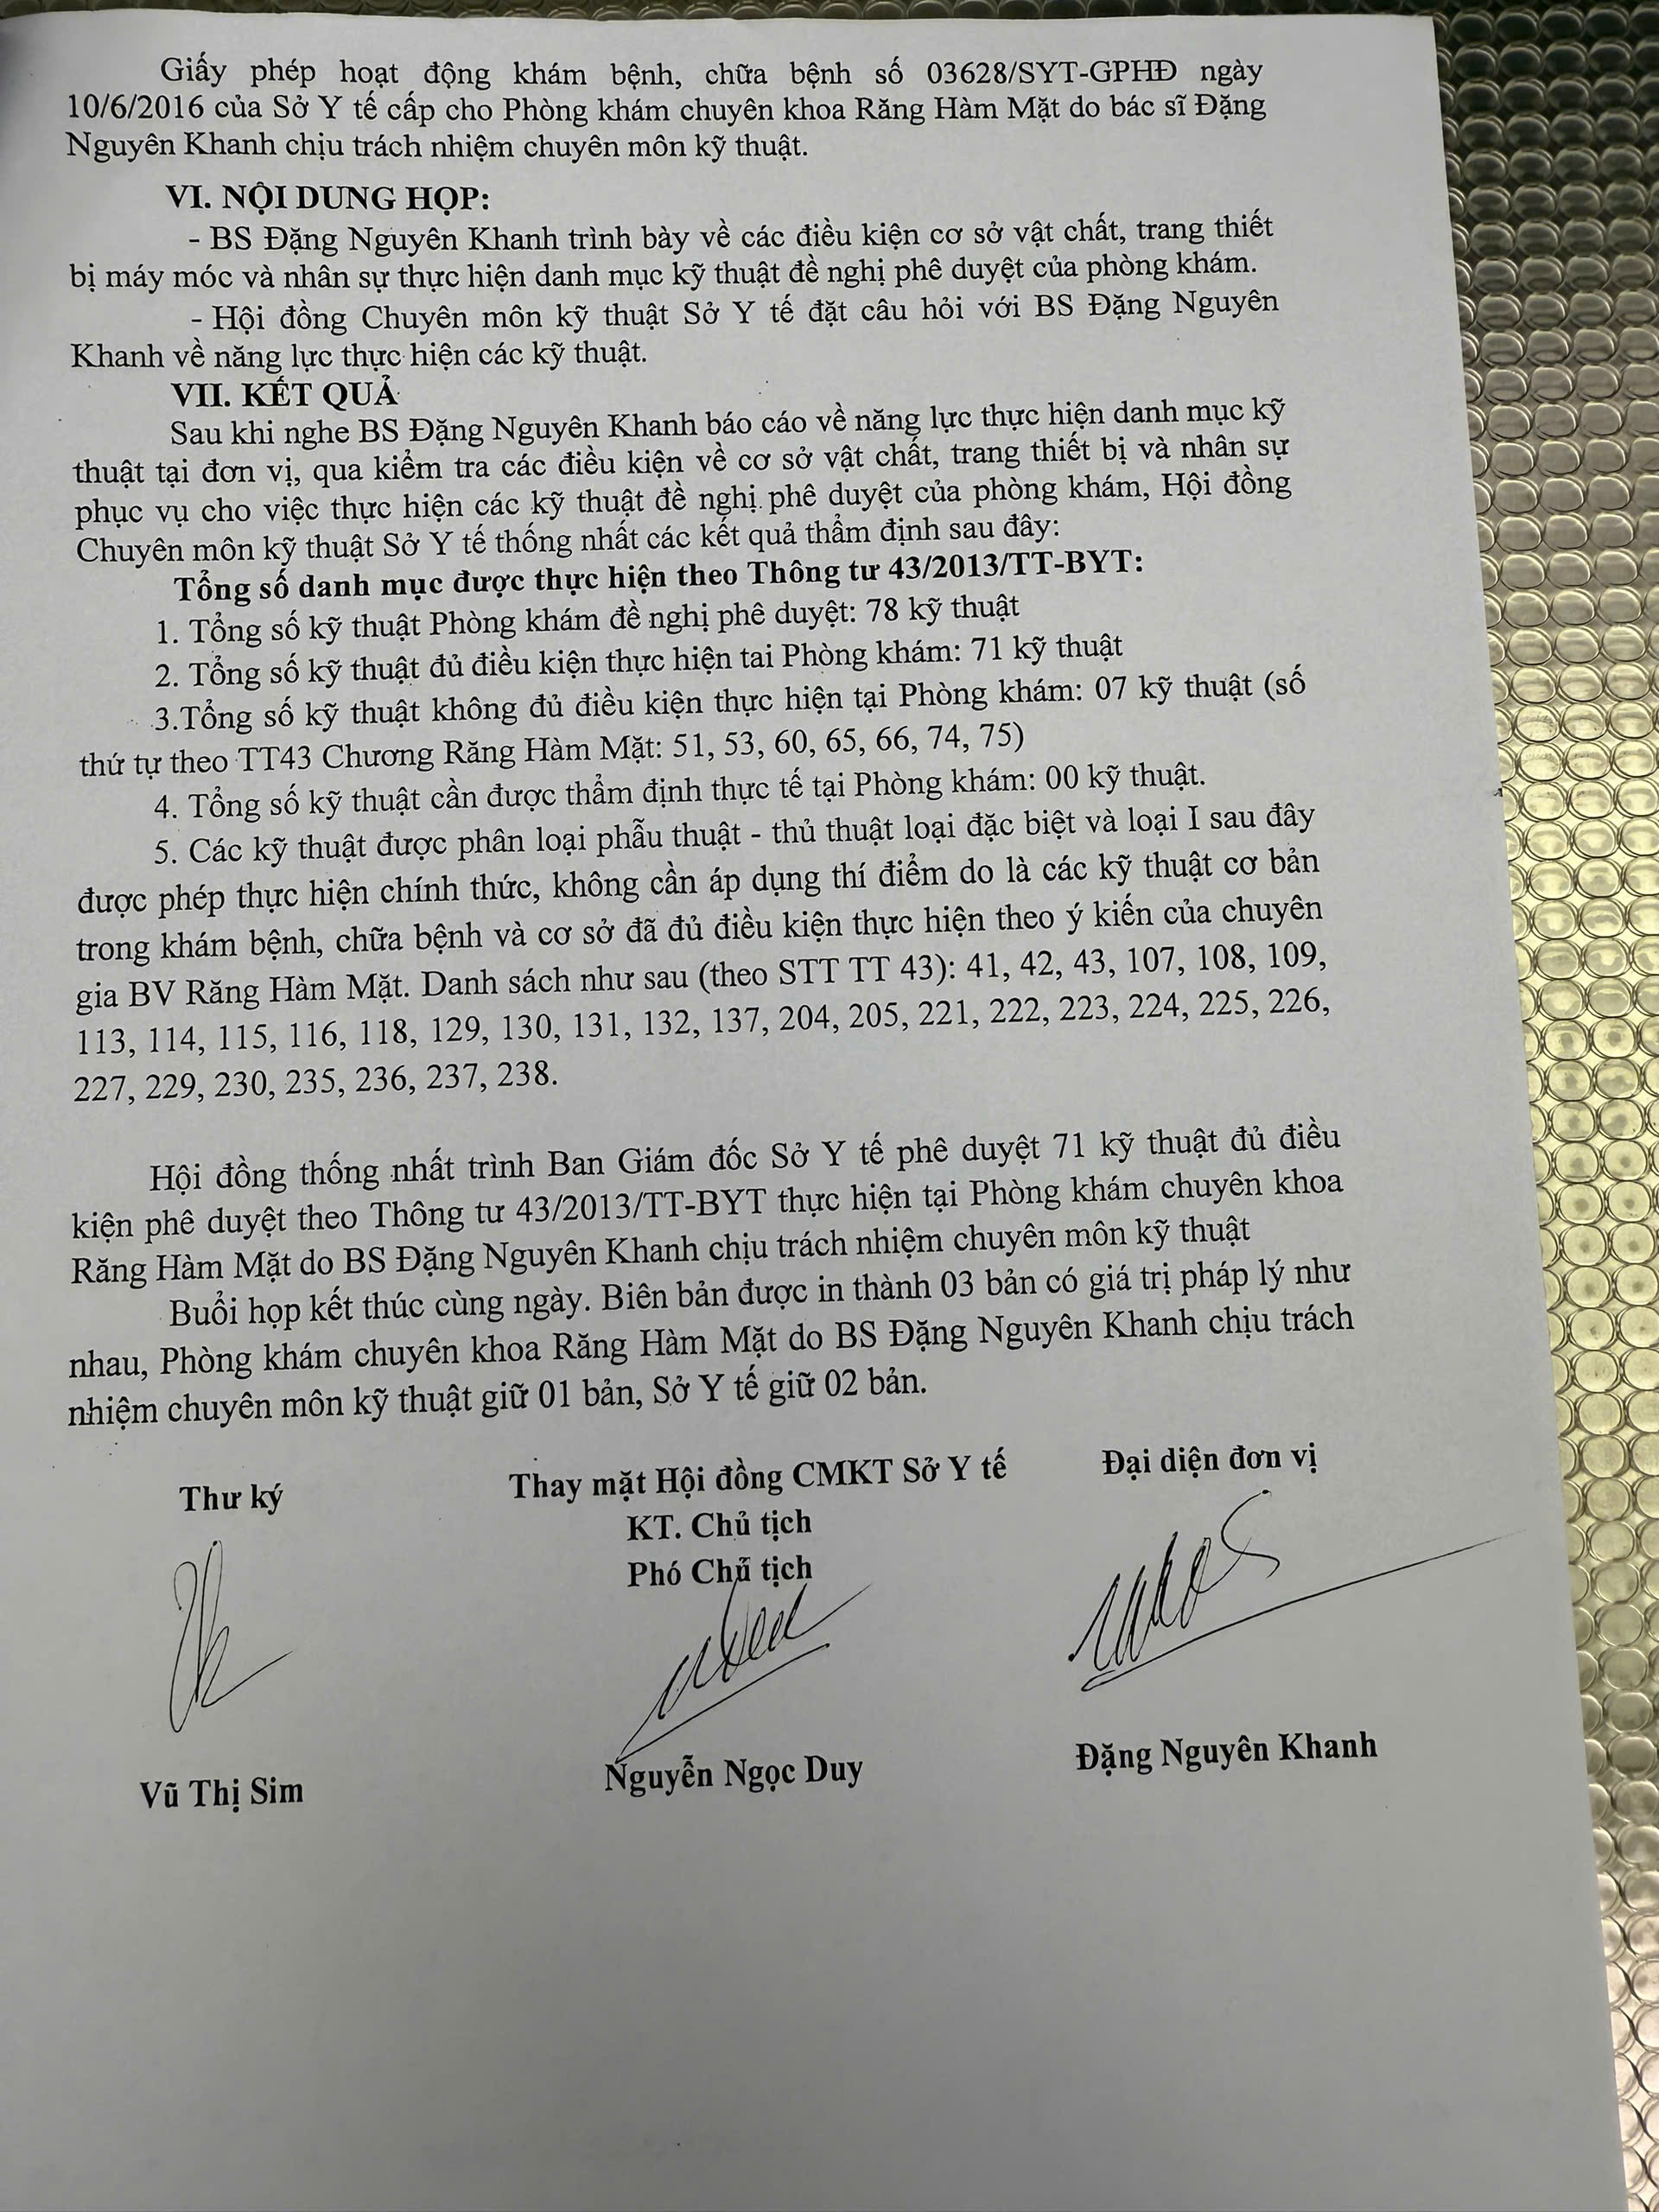 Giấy phép hoạt động khám bệnh, chữa bệnh số 03628/SYT-GPHĐ ngày
10/6/2016 của Sở Y tế cấp cho Phòng khám chuyên khoa Răng Hàm Mặt do bác sĩ Đặng
Nguyên Khanh chịu trách nhiệm chuyên môn kỹ thuật.
VI. NỘI DUNG HỌP:
- BS Đặng Nguyên Khanh trình bày về các điều kiện cơ sở vật chất, trang thiết
bị máy móc và nhân sự thực hiện danh mục kỹ thuật đề nghị phê duyệt của phòng khám.
- Hội đồng Chuyên môn kỹ thuật Sở Y tế đặt câu hỏi với BS Đặng Nguyên
Khanh về năng lực thực hiện các kỹ thuật.
VII. KẾT QUẢ
Sau khi nghe BS Đặng Nguyên Khanh báo cáo về năng lực thực hiện danh mục kỹ
thuật tại đơn vị, qua kiểm tra các điều kiện về cơ sở vật chất, trang thiết bị và nhân sự
phục vụ cho việc thực hiện các kỹ thuật đề nghị phê duyệt của phòng khám, Hội đồng
Chuyên môn kỹ thuật Sở Y tế thống nhất các kết quả thẩm định sau đây:
Tổng số danh mục được thực hiện theo Thông tư 43/2013/TT-BYT:
1. Tổng số kỹ thuật Phòng khám đề nghị phê duyệt: 78 kỹ thuật
2. Tổng số kỹ thuật đủ điều kiện thực hiện tai Phòng khám: 71 kỹ thuật
3.Tổng số kỹ thuật không đủ điều kiện thực hiện tại Phòng khám: 07 kỹ thuật (số
thứ tự theo TT43 Chương Răng Hàm Mặt: 51, 53, 60, 65, 66, 74, 75)
4. Tổng số kỹ thuật cần được thẩm định thực tế tại Phòng khám: 00 kỹ thuật.
5. Các kỹ thuật được phân loại phẫu thuật - thủ thuật loại đặc biệt và loại I sau đây
được phép thực hiện chính thức, không cần áp dụng thí điểm do là các kỹ thuật cơ bản
trong khám bệnh, chữa bệnh và cơ sở đã đủ điều kiện thực hiện theo ý kiến của chuyên
gia BV Răng Hàm Mặt. Danh sách như sau (theo STT TT 43): 41, 42, 43, 107, 108, 109,
113, 114, 115, 116, 118, 129, 130, 131, 132, 137, 204, 205, 221, 222, 223, 224, 225, 226,
227, 229, 230, 235, 236, 237, 238.
Hội đồng thống nhất trình Ban Giám đốc Sở Y tế phê duyệt 71 kỹ thuật đủ điều
kiện phê duyệt theo Thông tư 43/2013/TT-BYT thực hiện tại Phòng khám chuyên khoa
Răng Hàm Mặt do BS Đặng Nguyên Khanh chịu trách nhiệm chuyên môn kỹ thuật
Buổi họp kết thúc cùng ngày. Biên bản được in thành 03 bản có giá trị pháp lý như
nhau, Phòng khám chuyên khoa Răng Hàm Mặt do BS Đặng Nguyên Khanh chịu trách
nhiệm chuyên môn kỹ thuật giữ 01 bản, Sở Y tế giữ 02 bản.
Thư ký
Thay mặt Hội đồng CMKT Sở Y tế
Đại diện đơn vị
KT. Chủ tịch
Phó Chủ tịch
Vũ Thị Sim
Nguyễn Ngọc Duy
Đặng Nguyên Khanh